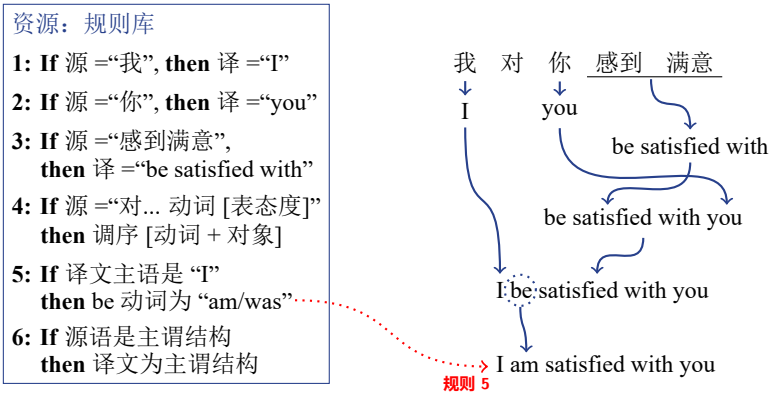 资源：规则库
1: If 源 =“我”, then 译 =“I”
2: If 源 =“你”, then 译 =“you”
3: If 源 =“感到满意”,
then 译 =“be satisfied with”
4: If 源 =“对... 动词 [表态度]”
then 调序 [动词 + 对象]
5: If 译文主语是 “I”
then be 动词为 “am/was”
6: If 源语是主谓结构
then 译文为主谓结构
我 对 你 感到 满意
I you
be satisfied with
be satisfied with you
I be satisfied with you
I am satisfied with you
规则 5